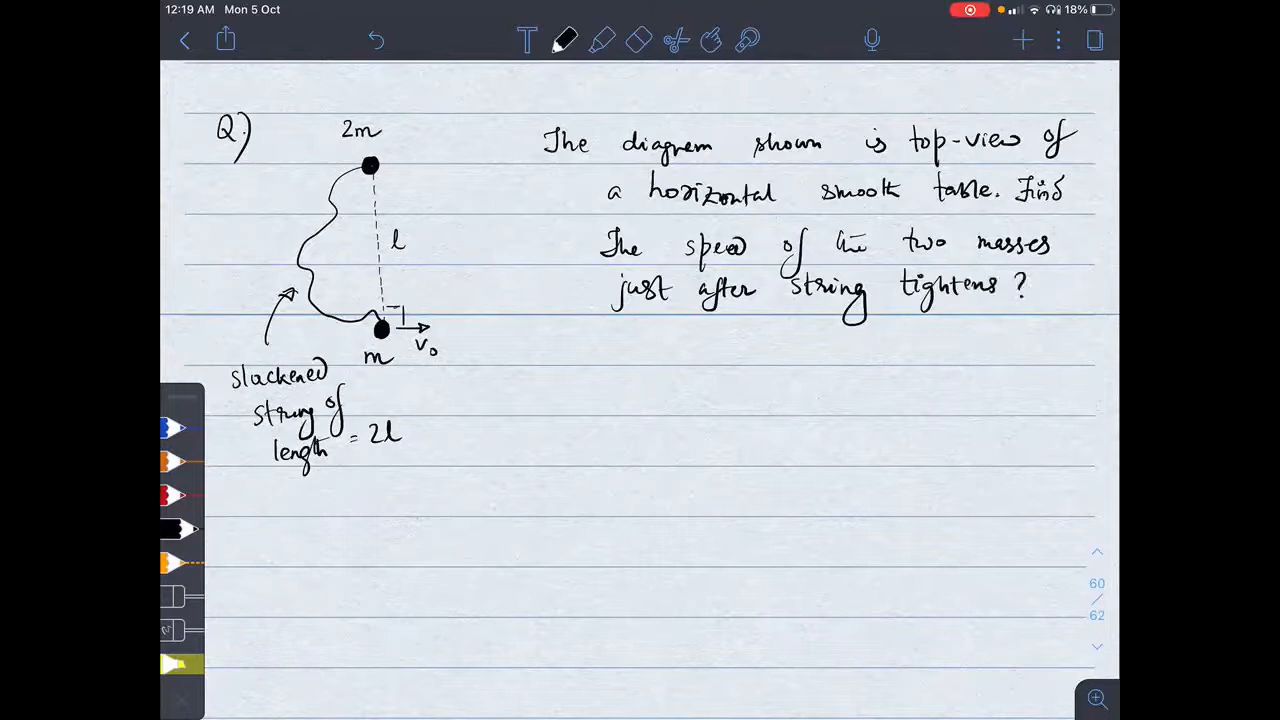 12:19 AM Mon 5 Oct
18%
T
Q)
2m
The diagram shown is top-view of
a horizontal smooth table. Find
The speed of the two masses
just after string tightens?
l
m
v₀
slackened
string of
length = 2l
60
/
62